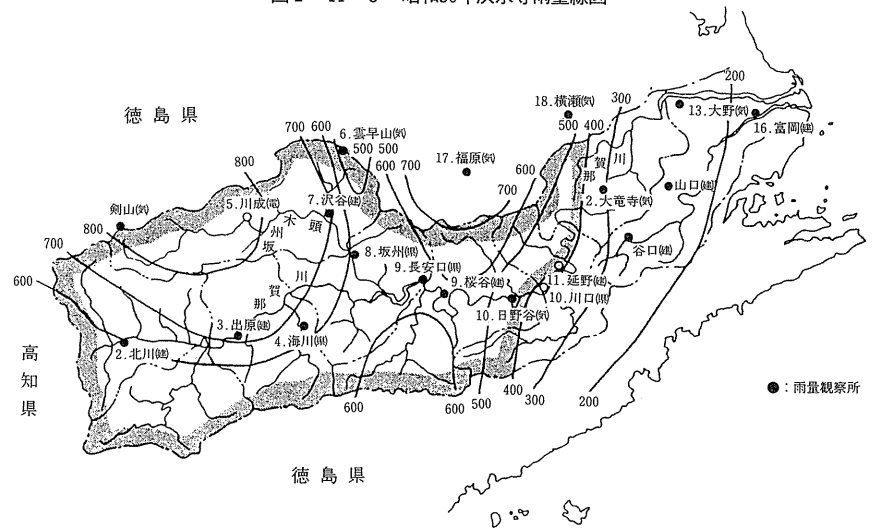 200
300
18.横瀬(気)
13.大野(気)
16.富岡(建)
徳島県
700 600
6.雲早山(気)
500 500
500 400
600 700
17.福原(気)
600
那賀川
800
700
2.大竜寺(気)
山口(建)
5.川成(電)
7.沢谷(建)
木頭
剣山(気)
坂州
800
8.坂州(県)
谷口(建)
700
9.長安口(県)
9.桜谷(建)
11.延野(建)
600
那賀川
10.川口(県)
10.日野谷(気)
3.出原(建)
4.海川(県)
2.北川(建)
高知県
400
300
200
600
600
500
●:雨量観察所
徳島県